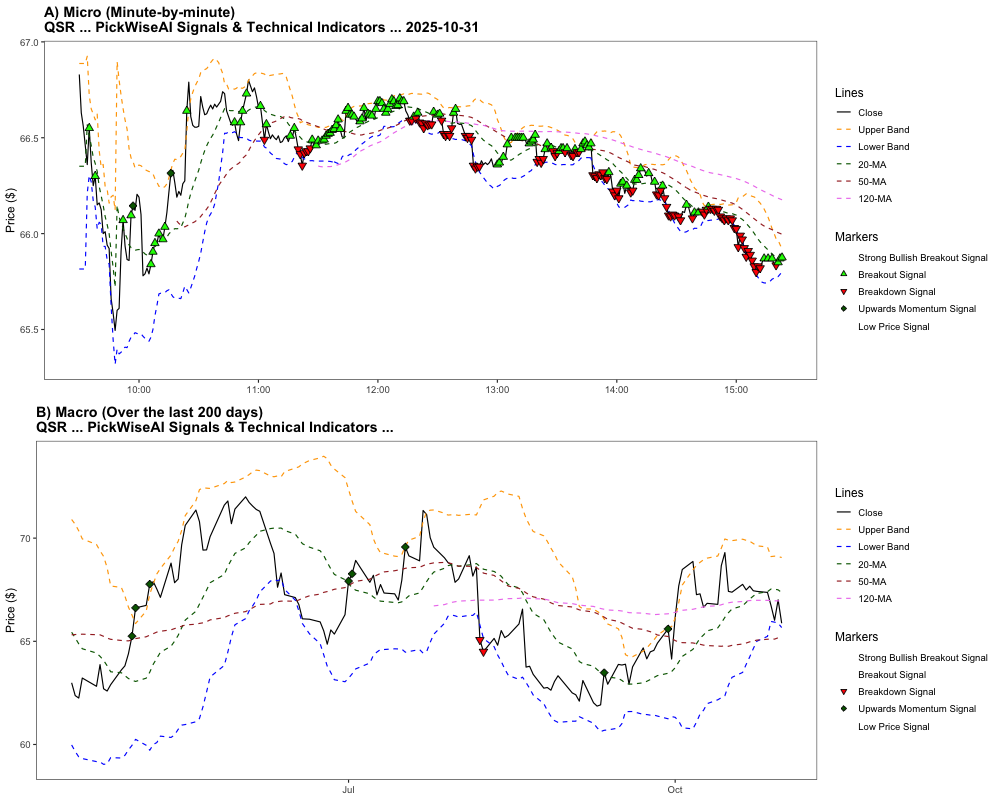 A) Micro (Minute-by-minute)
QSR ... PickWiseAI Signals & Technical Indicators ... 2025-10-31
Price ($)
67.0
66.5
66.0
65.5
10:00
11:00
12:00
13:00
14:00
15:00
Lines
Close
Upper Band
Lower Band
20-MA
50-MA
120-MA
Markers
Strong Bullish Breakout Signal
Breakout Signal
Breakdown Signal
Upwards Momentum Signal
Low Price Signal
B) Macro (Over the last 200 days)
QSR ... PickWiseAI Signals & Technical Indicators ...
Price ($)
70
65
60
Jul
Oct
Lines
Close
Upper Band
Lower Band
20-MA
50-MA
120-MA
Markers
Strong Bullish Breakout Signal
Breakout Signal
Breakdown Signal
Upwards Momentum Signal
Low Price Signal